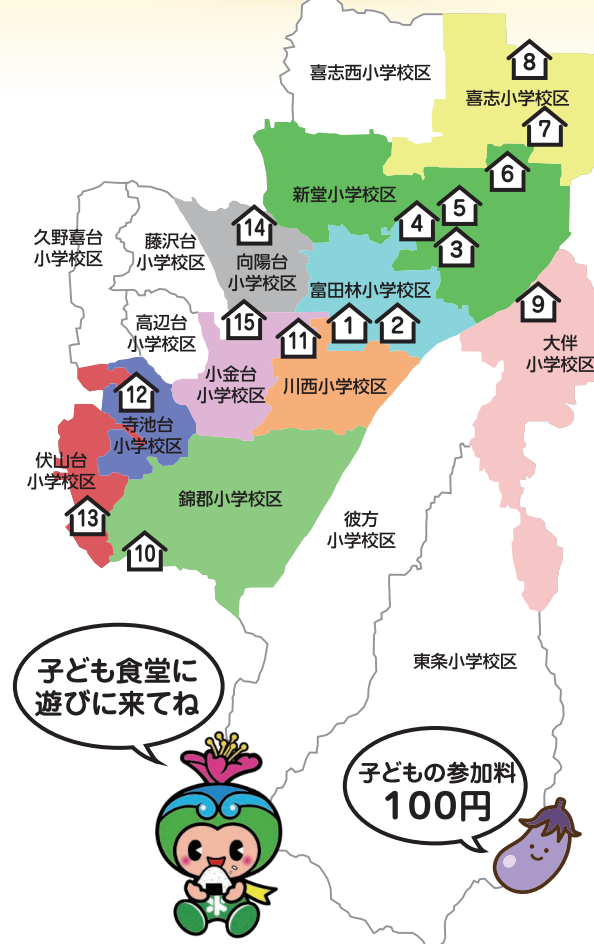 喜志西小学校区
8
喜志小学校区
7
6
新堂小学校区
5
4
3
14
久野喜台
小学校区
藤沢台
小学校区
向陽台
小学校区
富田林小学校区
9
15
11
1
2
高辺台
小学校区
大伴
小学校区
小金台
小学校区
川西小学校区
12
寺池台
小学校区
伏山台
小学校区
錦郡小学校区
13
彼方
小学校区
10
東条小学校区
子ども食堂に
遊びに来てね
子どもの参加料
100円